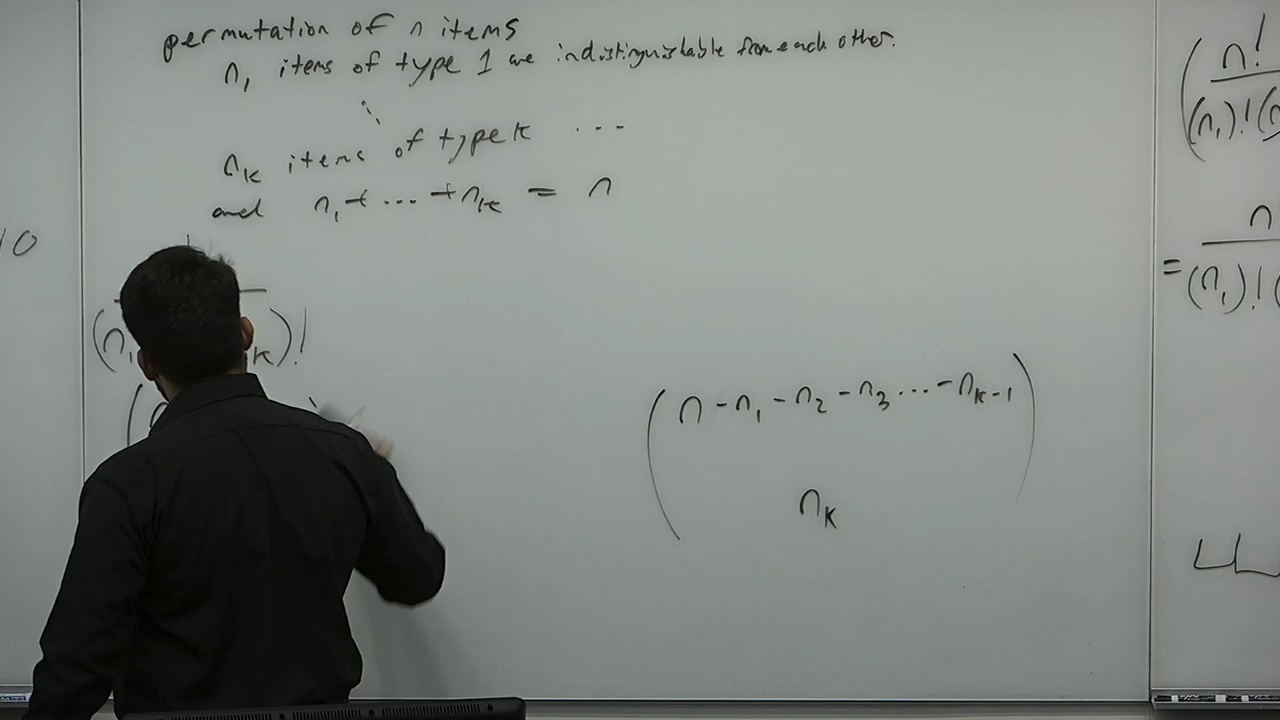 permutation of n items
n₁ items of type 1 are indistinguishable from each other.
⋱
nₖ items of type k ...
and n₁ + ... + nₖ = n
10
(n₁ k)!
(n - n₁ - n₂ - n₃ ... - nₖ₋₁)
nₖ
(n!
(n₁)!(n
n
= (n₁)!(